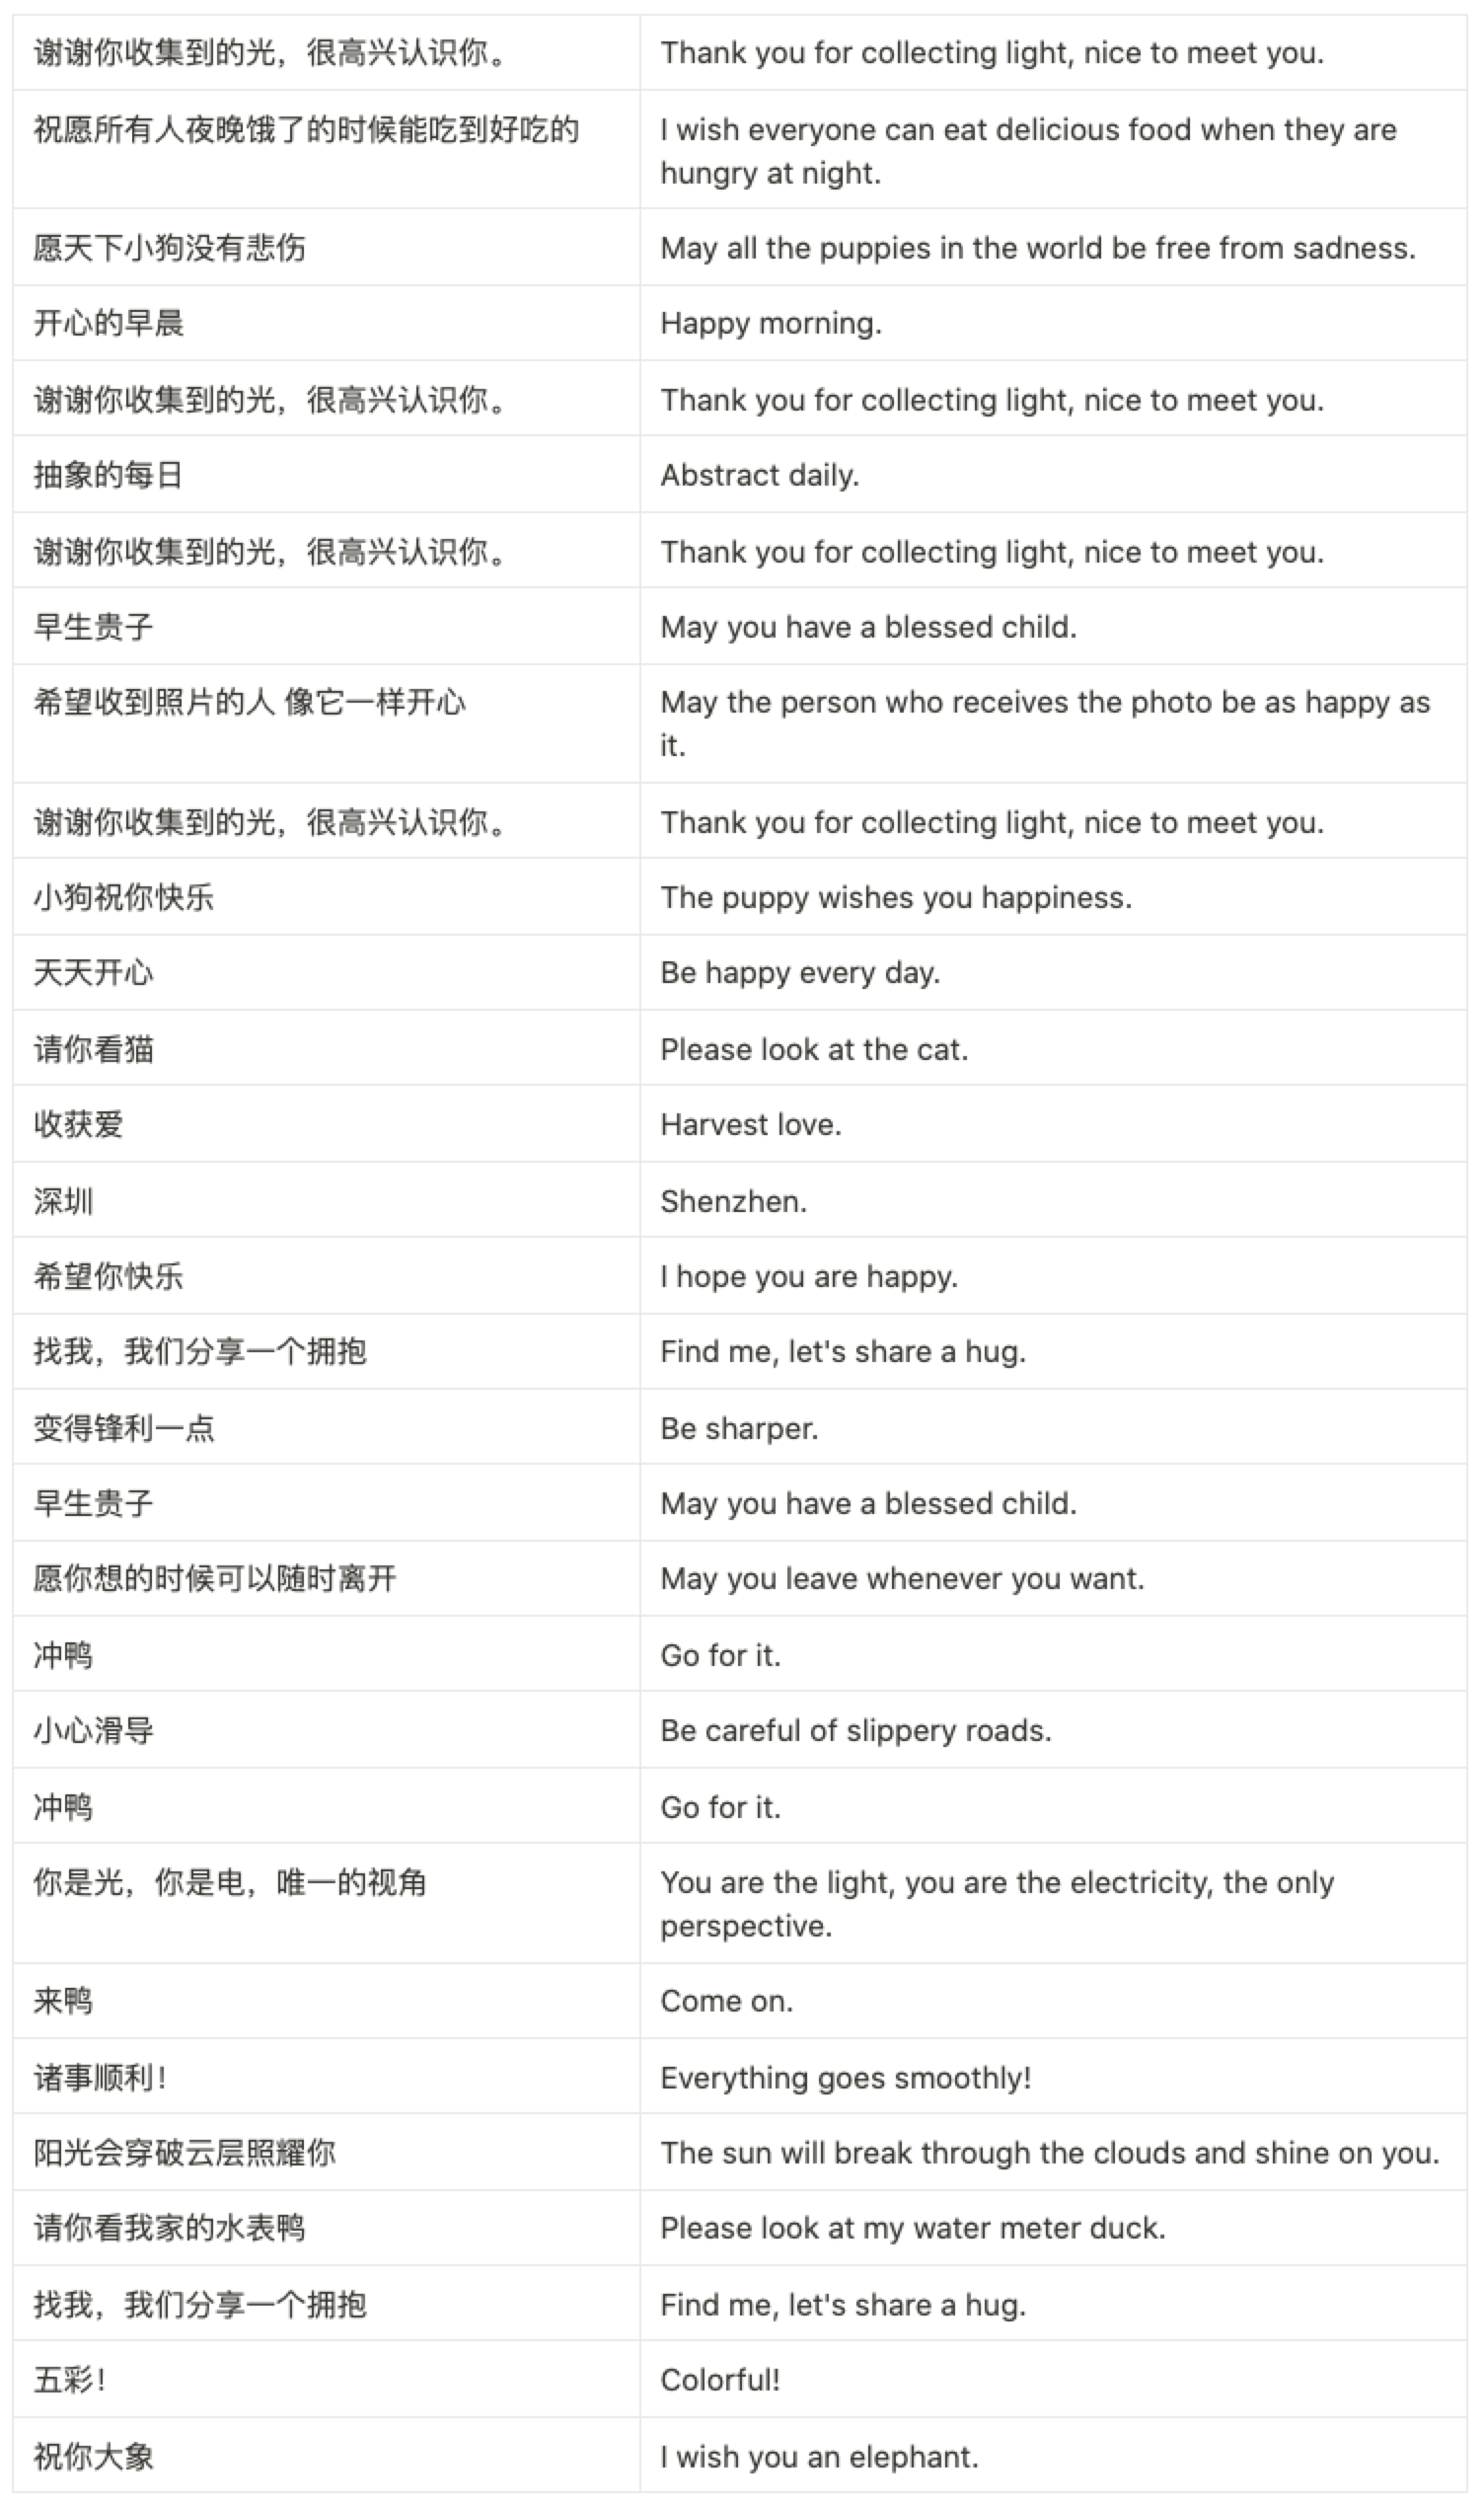 谢谢你收集到的光，很高兴认识你。
Thank you for collecting light, nice to meet you.
祝愿所有人夜晚饿了的时候能吃到好吃的
I wish everyone can eat delicious food when they are
hungry at night.
愿天下小狗没有悲伤
May all the puppies in the world be free from sadness.
开心的早晨
Happy morning.
谢谢你收集到的光，很高兴认识你。
Thank you for collecting light, nice to meet you.
抽象的每日
Abstract daily.
谢谢你收集到的光，很高兴认识你。
Thank you for collecting light, nice to meet you.
早生贵子
May you have a blessed child.
希望收到照片的人 像它一样开心
May the person who receives the photo be as happy as
it.
谢谢你收集到的光，很高兴认识你。
Thank you for collecting light, nice to meet you.
小狗祝你快乐
The puppy wishes you happiness.
天天开心
Be happy every day.
请你看猫
Please look at the cat.
收获爱
Harvest love.
深圳
Shenzhen.
希望你快乐
I hope you are happy.
找我，我们分享一个拥抱
Find me, let's share a hug.
变得锋利一点
Be sharper.
早生贵子
May you have a blessed child.
愿你想的时候可以随时离开
May you leave whenever you want.
冲鸭
Go for it.
小心滑导
Be careful of slippery roads.
冲鸭
Go for it.
你是光，你是电，唯一的视角
You are the light, you are the electricity, the only
perspective.
来鸭
Come on.
诸事顺利！
Everything goes smoothly!
阳光会穿破云层照耀你
The sun will break through the clouds and shine on you.
请你看我家的水表鸭
Please look at my water meter duck.
找我，我们分享一个拥抱
Find me, let's share a hug.
五彩！
Colorful!
祝你大象
I wish you an elephant.